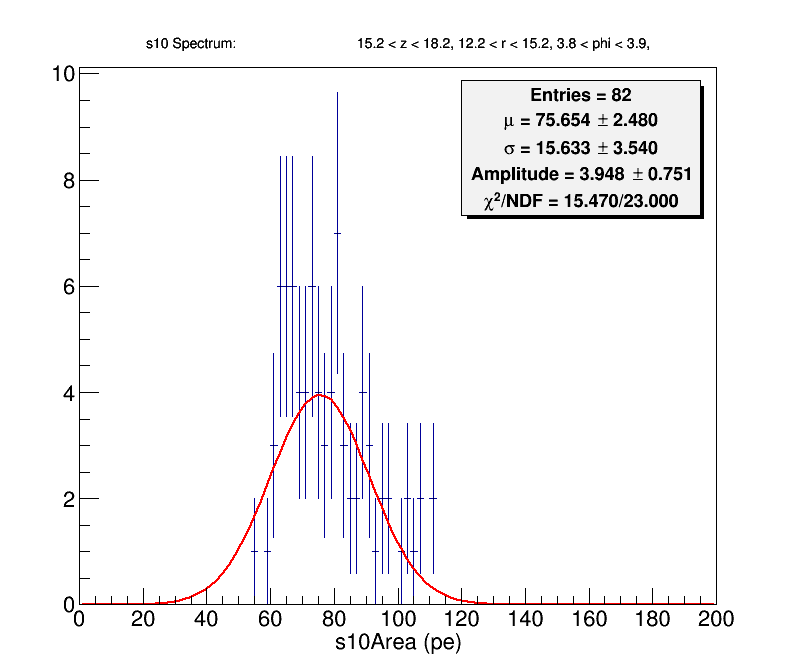 s10 Spectrum: 15.2 < z < 18.2, 12.2 < r < 15.2, 3.8 < phi < 3.9,
Entries = 82
μ = 75.654 ± 2.480
σ = 15.633 ± 3.540
Amplitude = 3.948 ± 0.751
χ²/NDF = 15.470/23.000
10
8
6
4
2
0
0 20 40 60 80 100 120 140 160 180 200
s10Area (pe)